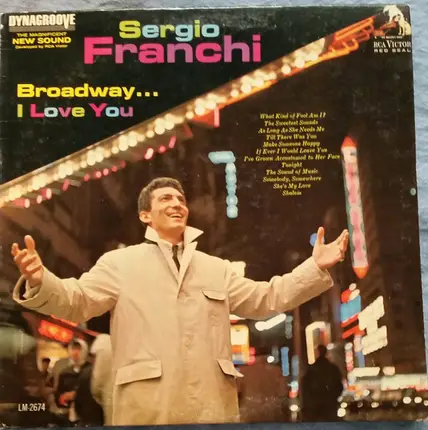 DYNAGROOVE
THE MAGNIFICENT
NEW SOUND
Developed by RCA Victor
Sergio
Franchi
RCA VICTOR
RED SEAL
Broadway...
I Love You
What Kind of Fool Am I?
The Sweetest Sounds
As Long As She Needs Me
Till There Was You
Make Someone Happy
If Ever I Would Leave You
I've Grown Accustomed to Her Face
Tonight
The Sound of Music
Somebody, Somewhere
She's My Love
Shalom
LM-2674